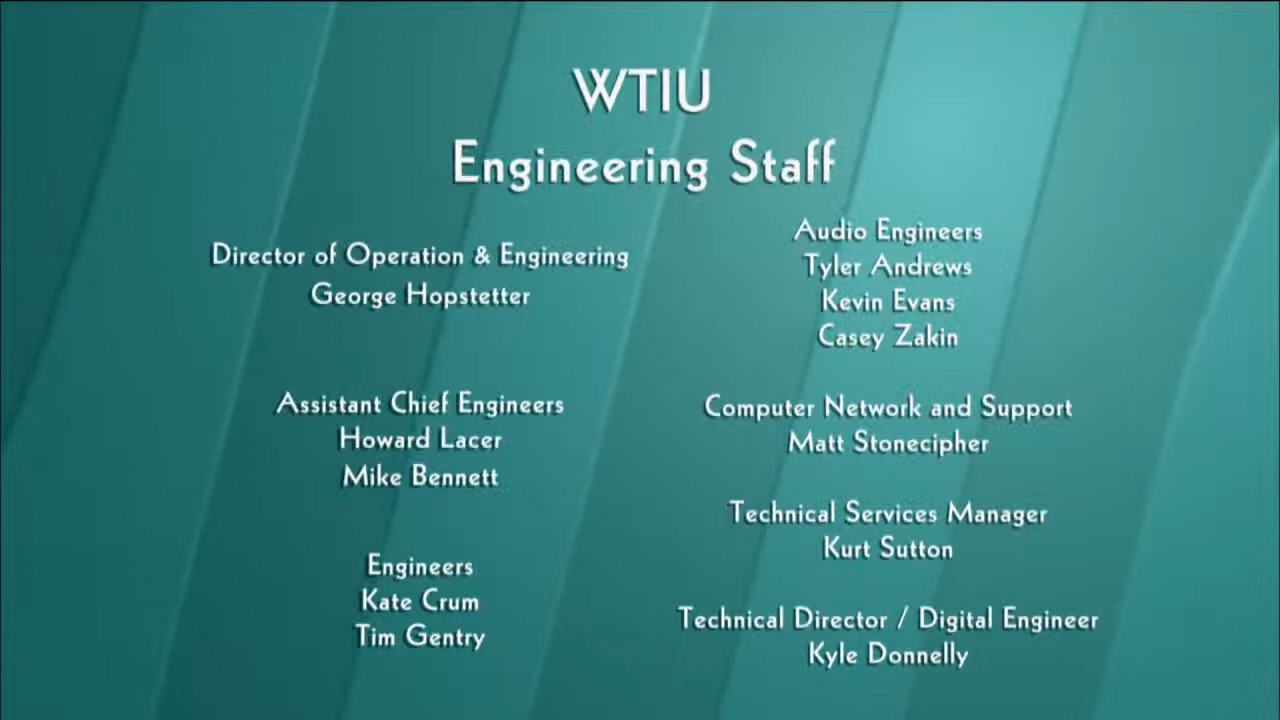 WTIU
Engineering Staff
Director of Operation & Engineering
George Hopstetter
Assistant Chief Engineers
Howard Lacer
Mike Bennett
Engineers
Kate Crum
Tim Gentry
Audio Engineers
Tyler Andrews
Kevin Evans
Casey Zakin
Computer Network and Support
Matt Stonecipher
Technical Services Manager
Kurt Sutton
Technical Director / Digital Engineer
Kyle Donnelly